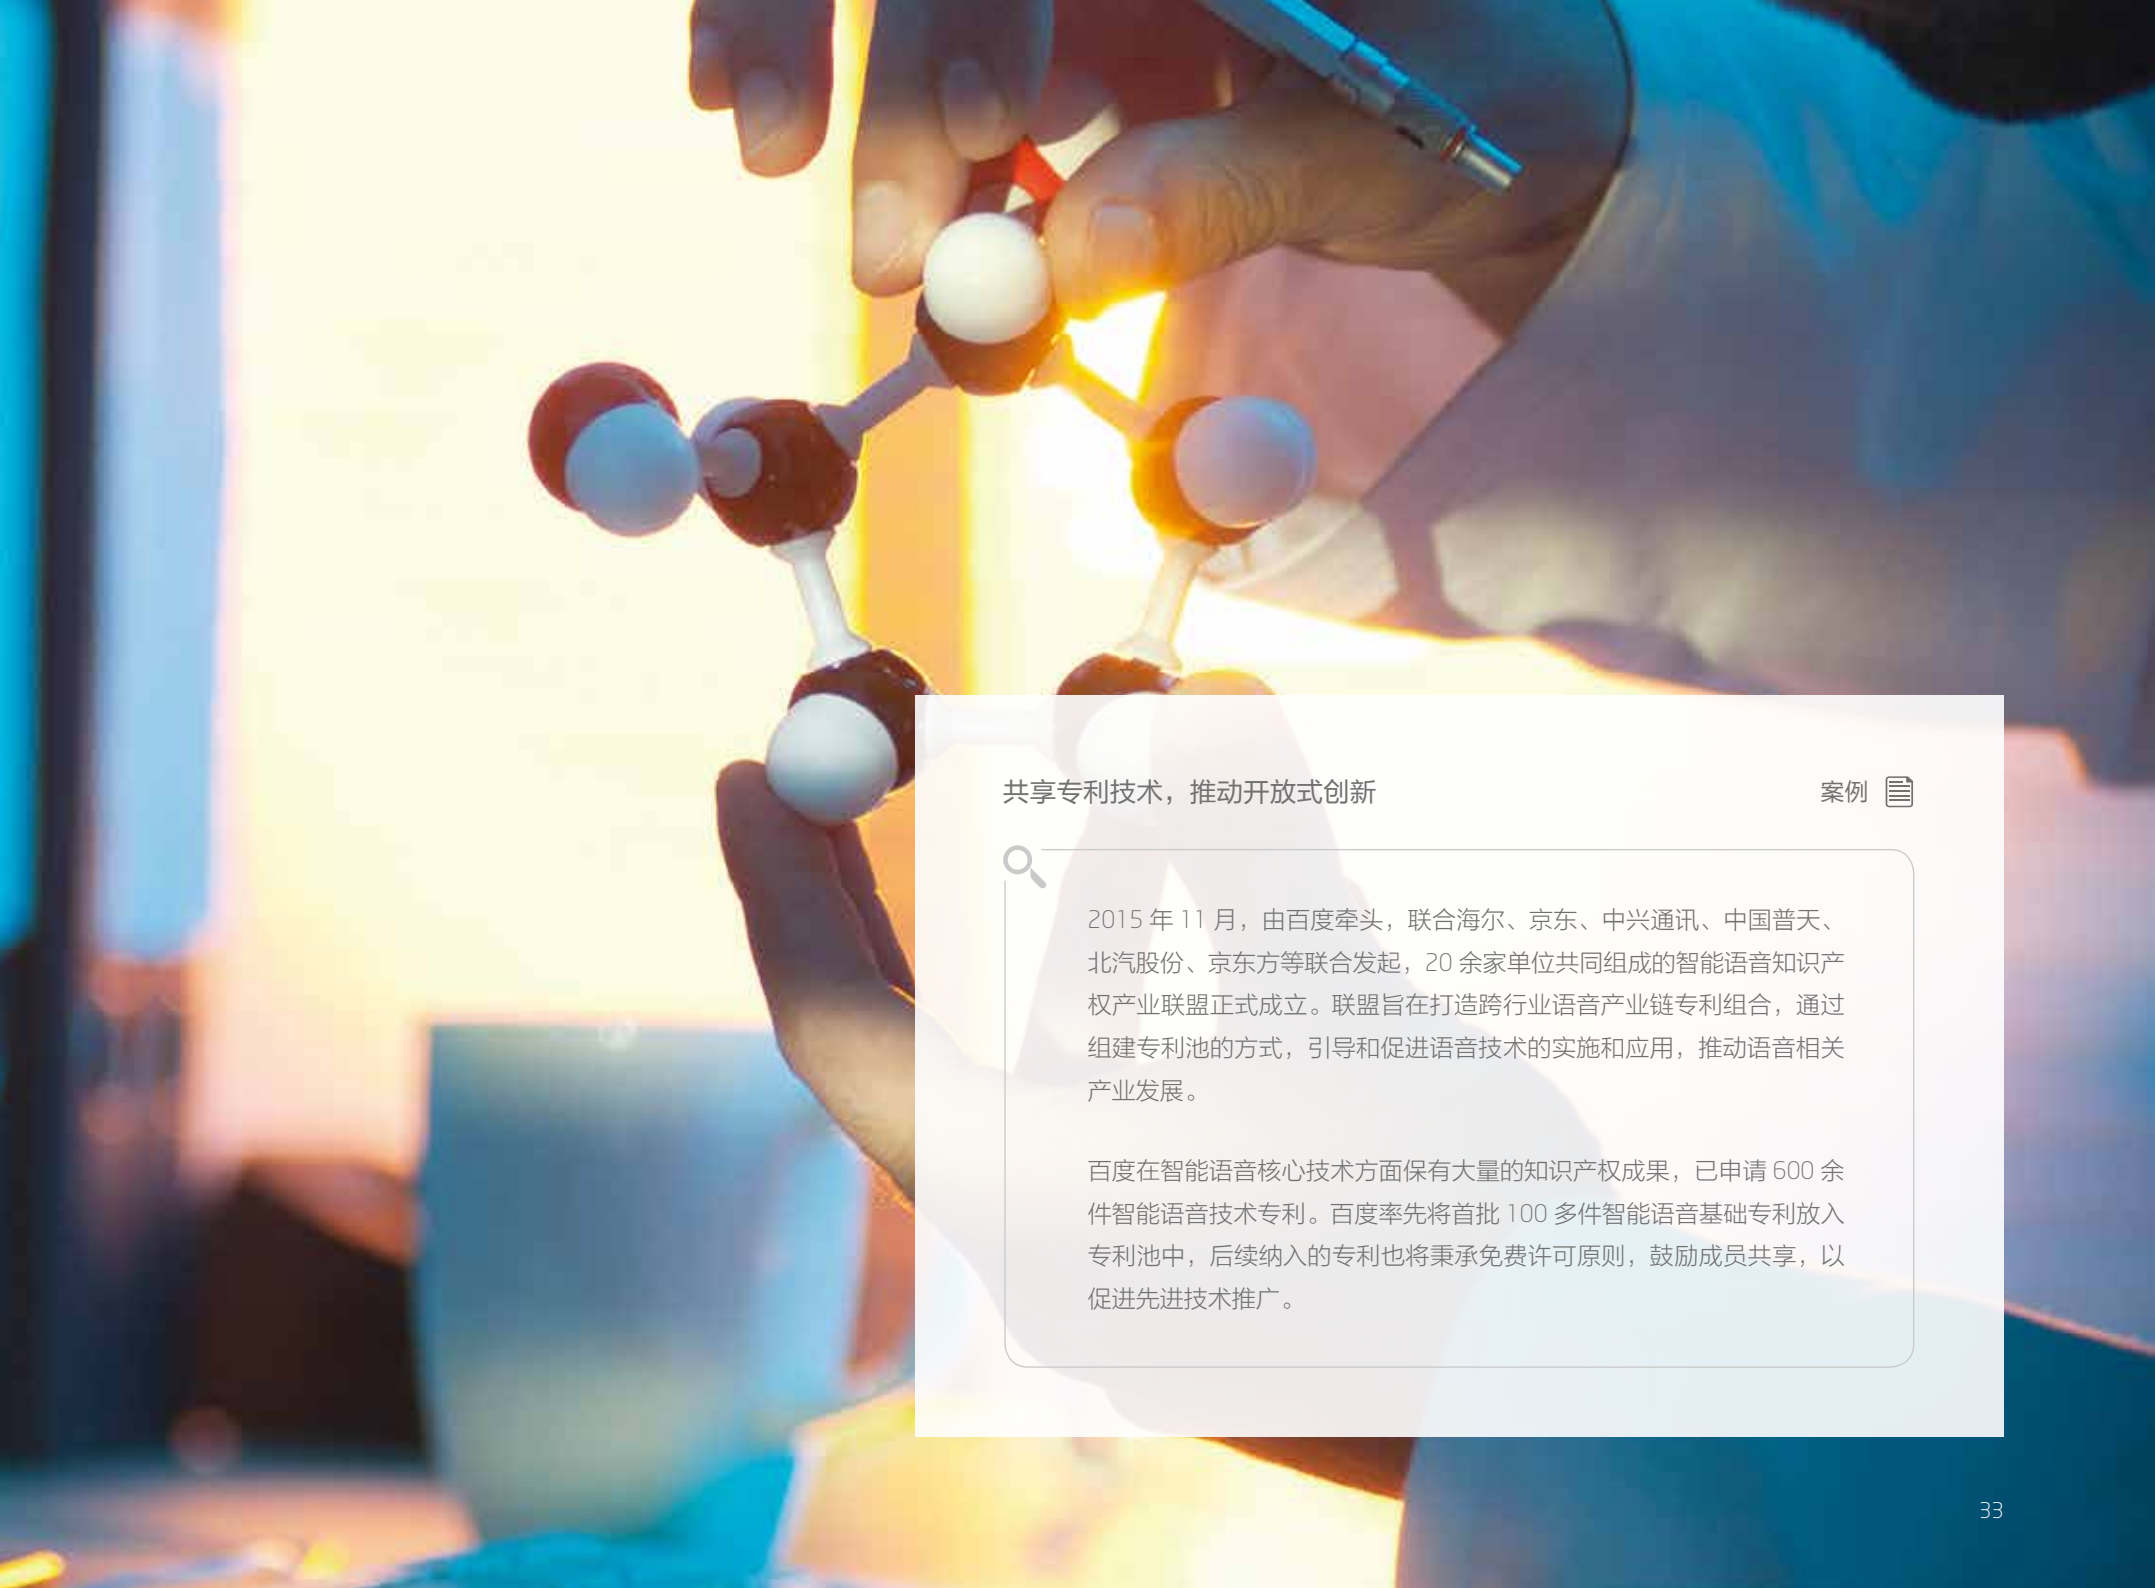 共享专利技术，推动开放式创新
案例
2015 年 11 月，由百度牵头，联合海尔、京东、中兴通讯、中国普天、
北汽股份、京东方等联合发起，20 余家单位共同组成的智能语音知识产
权产业联盟正式成立。联盟旨在打造跨行业语音产业链专利组合，通过
组建专利池的方式，引导和促进语音技术的实施和应用，推动语音相关
产业发展。
百度在智能语音核心技术方面保有大量的知识产权成果，已申请 600 余
件智能语音技术专利。百度率先将首批 100 多件智能语音基础专利放入
专利池中，后续纳入的专利也将秉承免费许可原则，鼓励成员共享，以
促进先进技术推广。
33